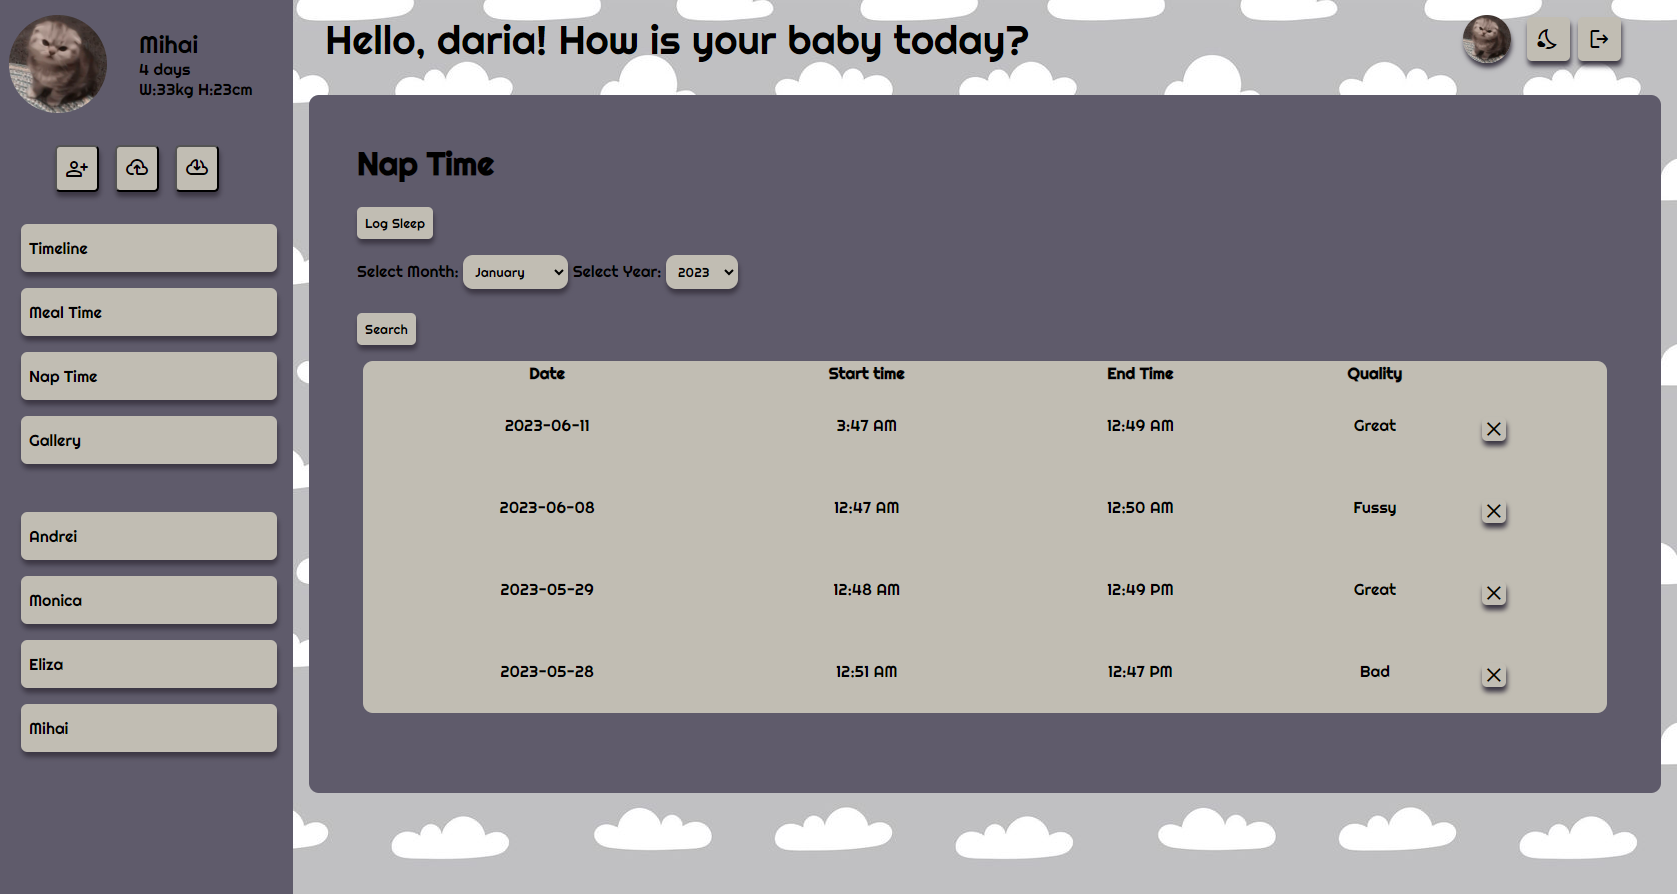 Mihai
4 days
W:33kg H:23cm
Timeline
Meal Time
Nap Time
Gallery
Andrei
Monica
Eliza
Mihai
Hello, daria! How is your baby today?
Nap Time
Log Sleep
Select Month: January Select Year: 2023
Search
Date Start time End Time Quality
2023-06-11 3:47 AM 12:49 AM Great
2023-06-08 12:47 AM 12:50 AM Fussy
2023-05-29 12:48 AM 12:49 PM Great
2023-05-28 12:51 AM 12:47 PM Bad